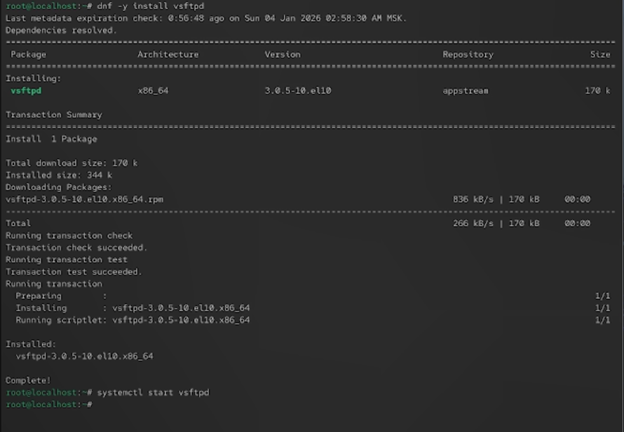 root@localhost:~# dnf -y install vsftpd
Last metadata expiration check: 0:56:48 ago on Sun 04 Jan 2026 02:58:30 AM MSK.
Dependencies resolved.
================================================================================
Package Architecture Version Repository Size
================================================================================
Installing:
vsftpd x86_64 3.0.5-10.el10 appstream 170 k

Transaction Summary
================================================================================
Install 1 Package

Total download size: 170 k
Installed size: 344 k
Downloading Packages:
vsftpd-3.0.5-10.el10.x86_64.rpm 836 kB/s | 170 kB 00:00
--------------------------------------------------------------------------------
Total 266 kB/s | 170 kB 00:00
Running transaction check
Transaction check succeeded.
Running transaction test
Transaction test succeeded.
Running transaction
Preparing : 1/1
Installing : vsftpd-3.0.5-10.el10.x86_64 1/1
Running scriptlet: vsftpd-3.0.5-10.el10.x86_64 1/1

Installed:
vsftpd-3.0.5-10.el10.x86_64

Complete!
root@localhost:~# systemctl start vsftpd
root@localhost:~#